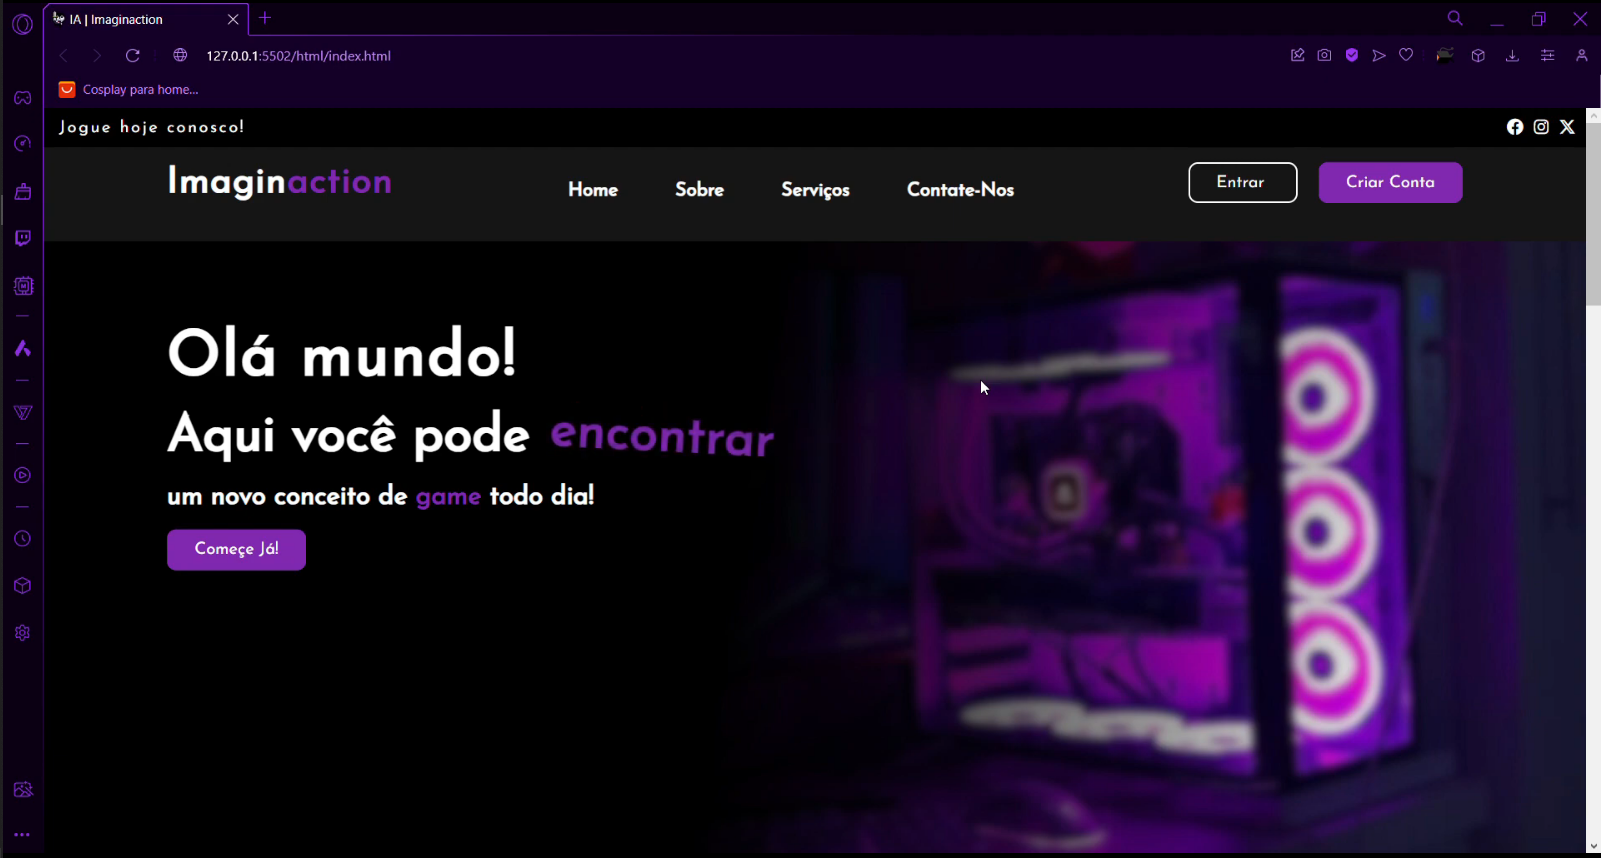 IA | Imaginaction
127.0.0.1:5502/html/index.html
Cosplay para home...
Jogue hoje conosco!
Imaginaction
Home Sobre Serviços Contate-Nos
Entrar Criar Conta
Olá mundo!
Aqui você pode encontrar
um novo conceito de game todo dia!
Começe Já!